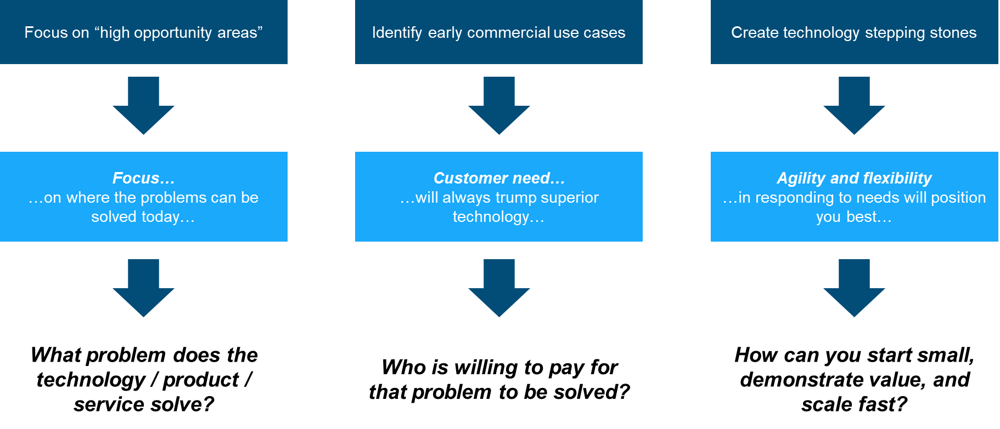 Focus on “high opportunity areas”
Identify early commercial use cases
Create technology stepping stones
Focus…
…on where the problems can be
solved today…
Customer need…
…will always trump superior
technology…
Agility and flexibility
…in responding to needs will position
you best…
What problem does the
technology / product /
service solve?
Who is willing to pay for
that problem to be solved?
How can you start small,
demonstrate value, and
scale fast?